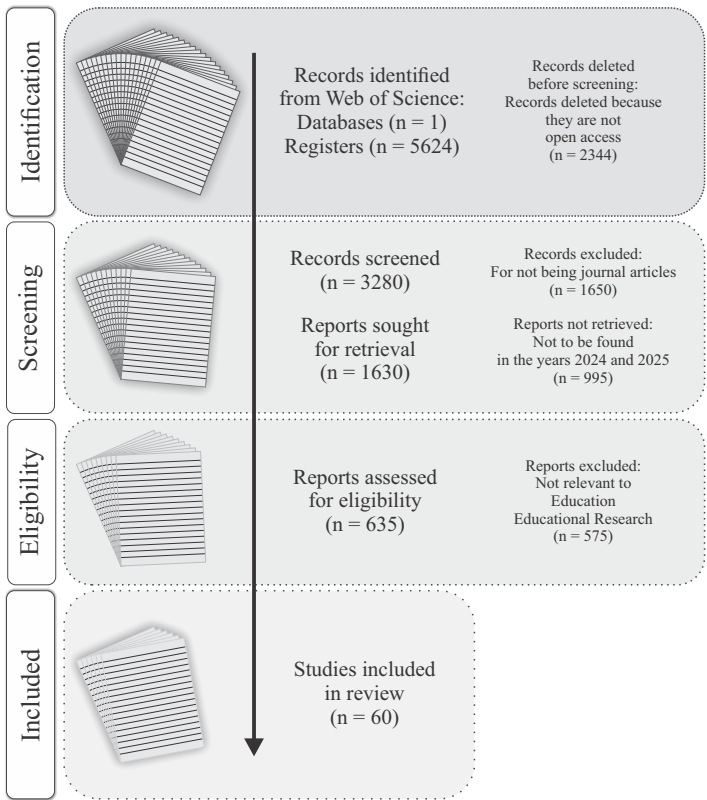 Identification
Records identified
from Web of Science:
Databases (n = 1)
Registers (n = 5624)
Records deleted
before screening:
Records deleted because
they are not
open access
(n = 2344)
Screening
Records screened
(n = 3280)
Records excluded:
For not being journal articles
(n = 1650)
Reports sought
for retrieval
(n = 1630)
Reports not retrieved:
Not to be found
in the years 2024 and 2025
(n = 995)
Eligibility
Reports assessed
for eligibility
(n = 635)
Reports excluded:
Not relevant to
Education
Educational Research
(n = 575)
Included
Studies included
in review
(n = 60)